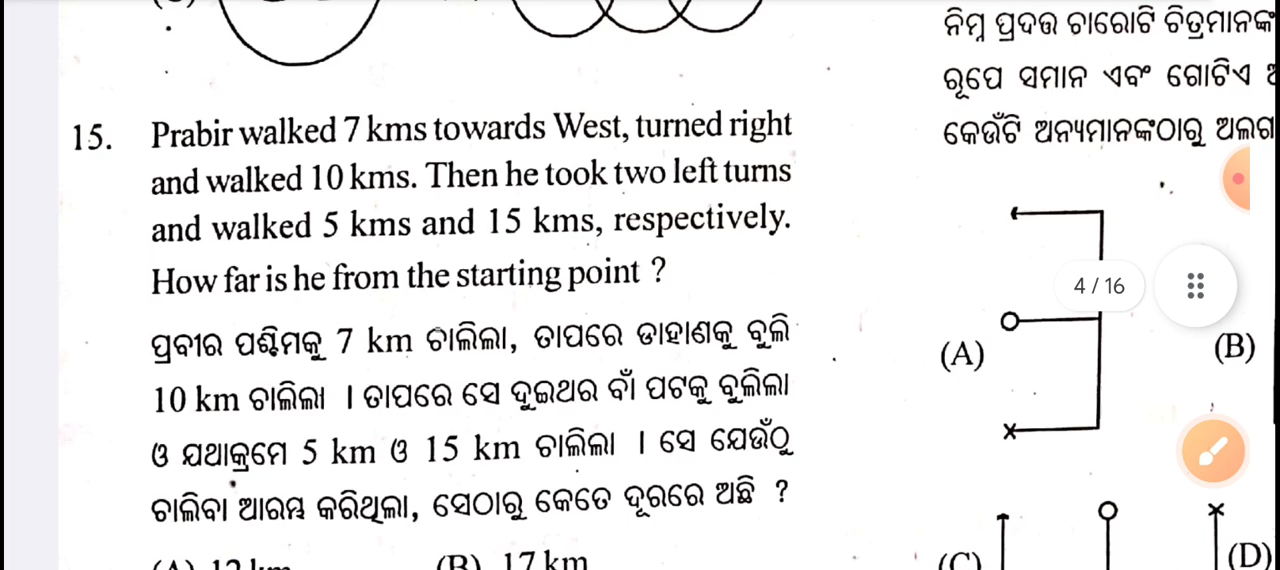 15. Prabir walked 7 kms towards West, turned right
and walked 10 kms. Then he took two left turns
and walked 5 kms and 15 kms, respectively.
How far is he from the starting point ?
ପ୍ରବୀର ପଶ୍ଚିମକୁ 7 km ଚାଲିଲା, ତାପରେ ଡାହାଣକୁ ବୁଲି
10 km ଚାଲିଲା । ତାପରେ ସେ ଦୁଇଥର ବାଁ ପଟକୁ ବୁଲିଲା
ଓ ଯଥାକ୍ରମେ 5 km ଓ 15 km ଚାଲିଲା । ସେ ଯେଉଁଠୁ
ଚାଲିବା ଆରମ୍ଭ କରିଥିଲା, ସେଠାରୁ କେତେ ଦୂରରେ ଅଛି ?
(B) 17 km
ନିମ୍ନ ପ୍ରଦତ୍ତ ଚାରୋଟି ଚିତ୍ରମାନଙ୍କ
ରୂପେ ସମାନ ଏବଂ ଗୋଟିଏ
କେଉଁଟି ଅନ୍ୟମାନଙ୍କଠାରୁ ଅଲଗା
4 / 16
(A)
(B)
(C)
(D)